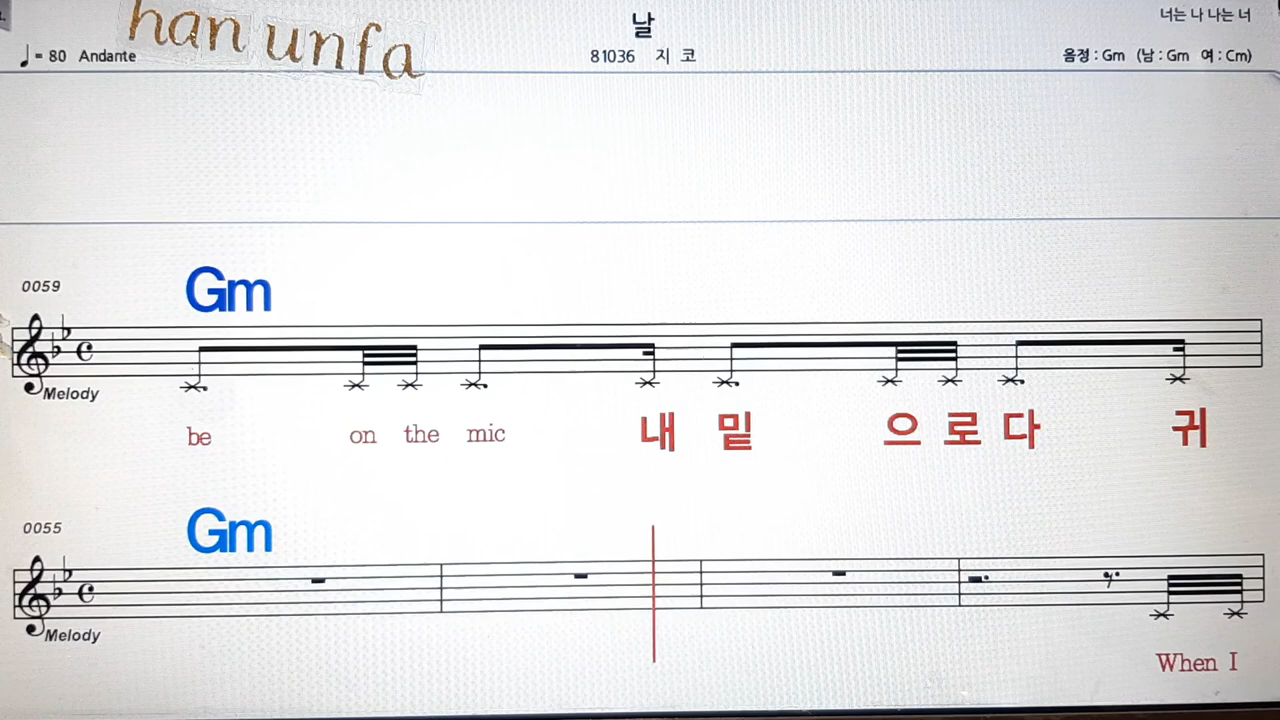 han unfa
날
너는 나 나는 너
♩= 80 Andante
81036 지 코
음정 : Gm (남 : Gm 여 : Cm)
0059
Gm
Melody
be on the mic 내 밑 으 로 다 귀
0055
Gm
Melody
When I